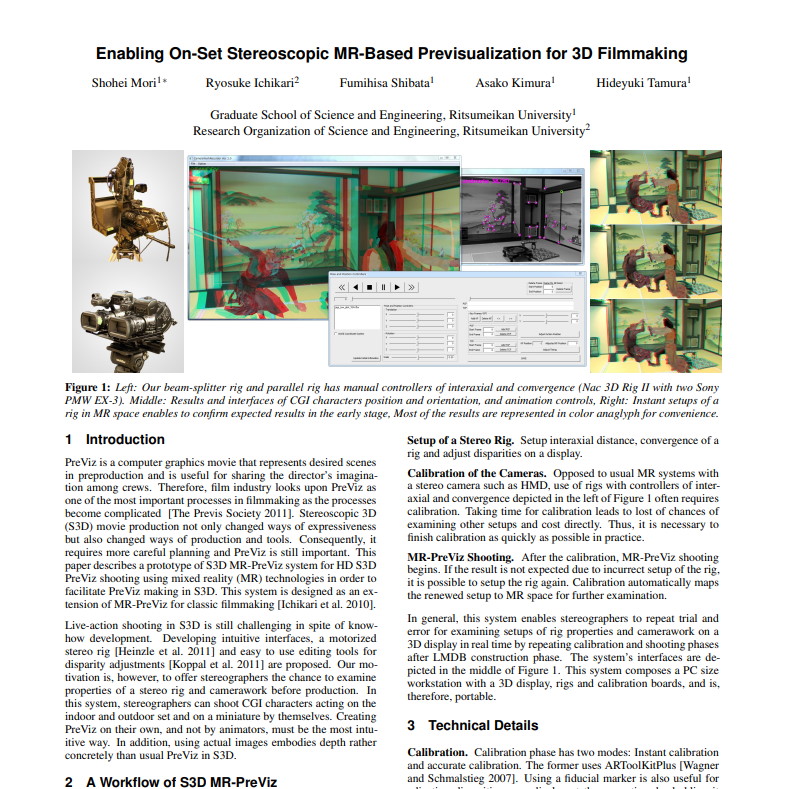 Enabling On-Set Stereoscopic MR-Based Previsualization for 3D Filmmaking
Shohei Mori1* Ryosuke Ichikari2 Fumihisa Shibata1 Asako Kimura1 Hideyuki Tamura1
Graduate School of Science and Engineering, Ritsumeikan University1
Research Organization of Science and Engineering, Ritsumeikan University2
Figure 1: Left: Our beam-splitter rig and parallel rig has manual controllers of interaxial and convergence (Nac 3D Rig II with two Sony
PMW EX-3). Middle: Results and interfaces of CGI characters position and orientation, and animation controls, Right: Instant setups of a
rig in MR space enables to confirm expected results in the early stage, Most of the results are represented in color anaglyph for convenience.
1 Introduction
PreViz is a computer graphics movie that represents desired scenes
in preproduction and is useful for sharing the director's imagina-
tion among crews. Therefore, film industry looks upon PreViz as
one of the most important processes in filmmaking as the processes
become complicated [The Previs Society 2011]. Stereoscopic 3D
(S3D) movie production not only changed ways of expressiveness
but also changed ways of production and tools. Consequently, it
requires more careful planning and PreViz is still important. This
paper describes a prototype of S3D MR-PreViz system for HD S3D
PreViz shooting using mixed reality (MR) technologies in order to
facilitate PreViz making in S3D. This system is designed as an ex-
tension of MR-PreViz for classic filmmaking [Ichikari et al. 2010].
Live-action shooting in S3D is still challenging in spite of know-
how development. Developing intuitive interfaces, a motorized
stereo rig [Heinzle et al. 2011] and easy to use editing tools for
disparity adjustments [Koppal et al. 2011] are proposed. Our mo-
tivation is, however, to offer stereographers the chance to examine
properties of a stereo rig and camerawork before production. In
this system, stereographers can shoot CGI characters acting on the
indoor and outdoor set and on a miniature by themselves. Creating
PreViz on their own, and not by animators, must be the most intu-
itive way. In addition, using actual images embodies depth rather
concretely than usual PreViz in S3D.
2 A Workflow of S3D MR-PreViz
Setup of a Stereo Rig. Setup interaxial distance, convergence of a
rig and adjust disparities on a display.
Calibration of the Cameras. Opposed to usual MR systems with
a stereo camera such as HMD, use of rigs with controllers of inter-
axial and convergence depicted in the left of Figure 1 often requires
calibration. Taking time for calibration leads to lost of chances of
examining other setups and cost directly. Thus, it is necessary to
finish calibration as quickly as possible in practice.
MR-PreViz Shooting. After the calibration, MR-PreViz shooting
begins. If the result is not expected due to incorrect setup of the rig,
it is possible to setup the rig again. Calibration automatically maps
the renewed setup to MR space for further examination.
In general, this system enables stereographers to repeat trial and
error for examining setups of rig properties and camerawork on a
3D display in real time by repeating calibration and shooting phases
after LMDB construction phase. The system's interfaces are de-
picted in the middle of Figure 1. This system composes a PC size
workstation with a 3D display, rigs and calibration boards, and is,
therefore, portable.
3 Technical Details
Calibration. Calibration phase has two modes: Instant calibration
and accurate calibration. The former uses ARToolKitPlus [Wagner
and Schmalstieg 2007]. Using a fiducial marker is also useful for